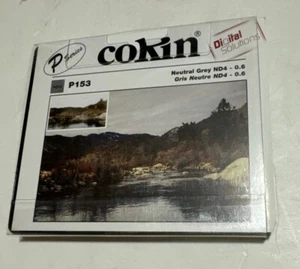 P Series
cokin®
Digital
Solutions
Neutral Grey ND4 - 0.6
Gris Neutre ND4 - 0.6
P153